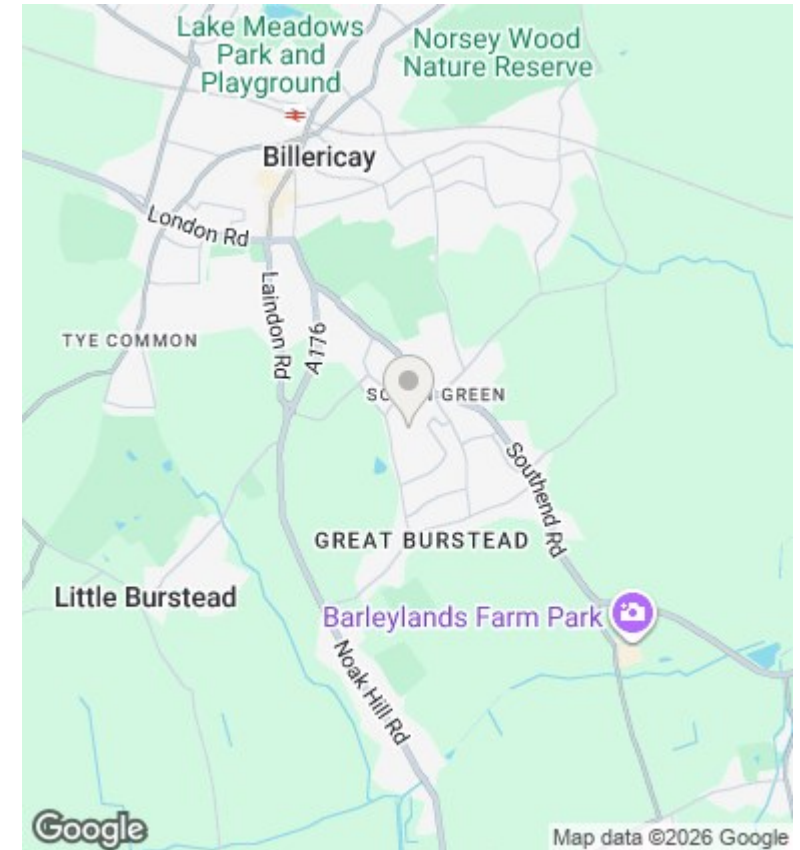 Lake Meadows
Park and
Playground
Norsey Wood
Nature Reserve
Billericay
London Rd
Laindon Rd
A176
TYE COMMON
GREEN
Southend Rd
GREAT BURSTEAD
Little Burstead
Barleylands Farm Park
Noak Hill Rd
Google
Map data ©2026 Google